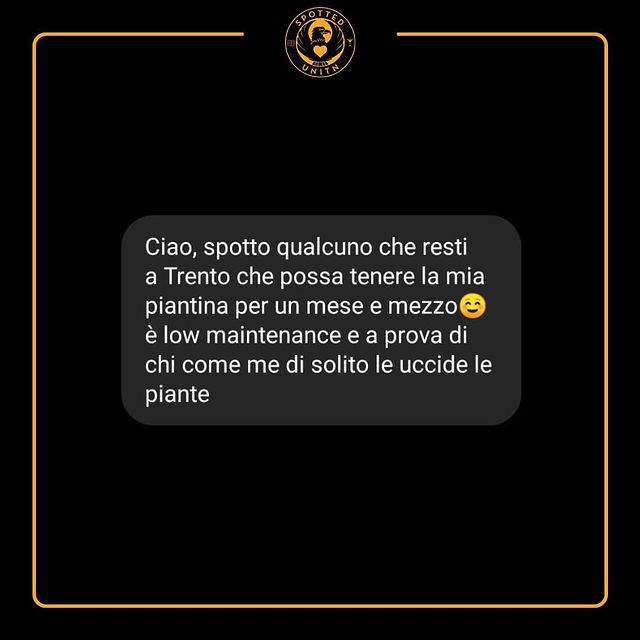 SPOTTED
UNITN
Ciao, spotto qualcuno che resti
a Trento che possa tenere la mia
piantina per un mese e mezzo☺️
è low maintenance e a prova di
chi come me di solito le uccide le
piante